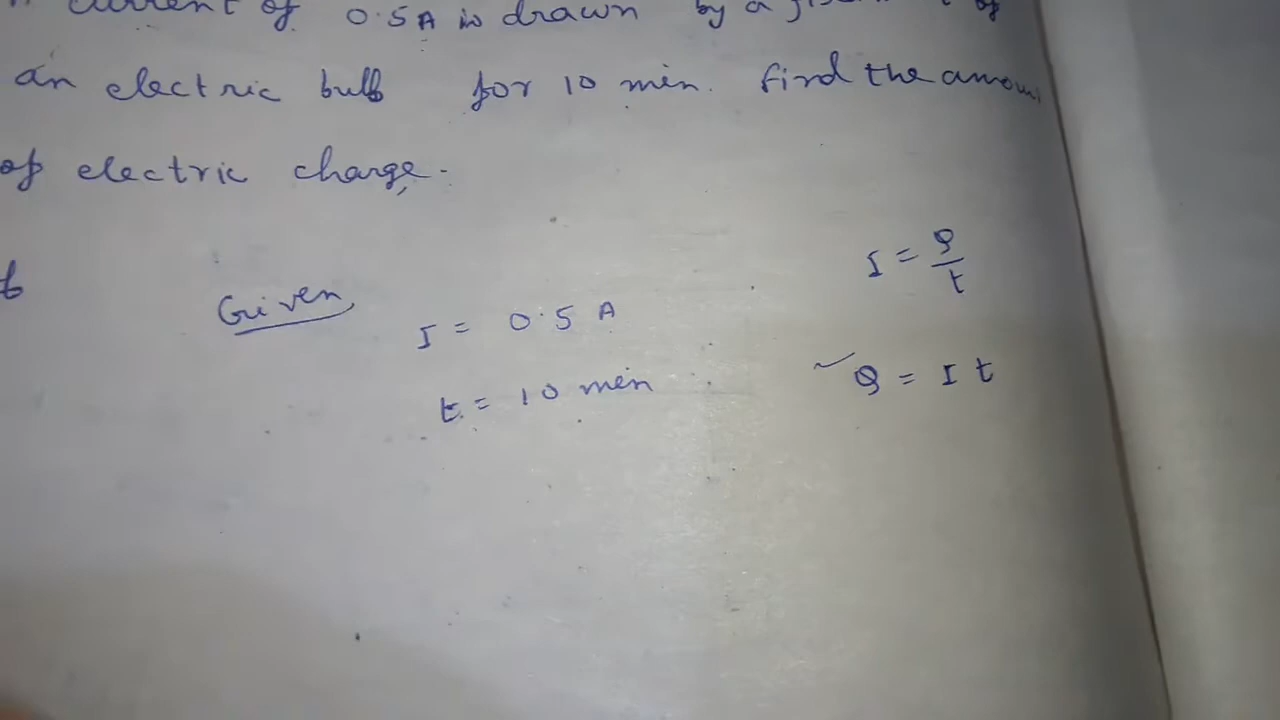 current of 0.5A is drawn by a
an electric bulb for 10 min. find the amoun
of electric charge.
I = Q/t
Given
I = 0.5 A
Q = I t
t = 10 min